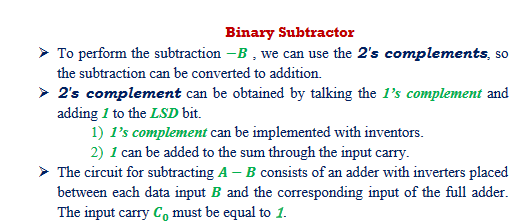 Binary Subtractor
➤ To perform the subtraction −B , we can use the 2's complements, so
the subtraction can be converted to addition.
➤ 2's complement can be obtained by talking the 1's complement and
adding 1 to the LSD bit.
1) 1's complement can be implemented with inventors.
2) 1 can be added to the sum through the input carry.
➤ The circuit for subtracting A − B consists of an adder with inverters placed
between each data input B and the corresponding input of the full adder.
The input carry C₀ must be equal to 1.